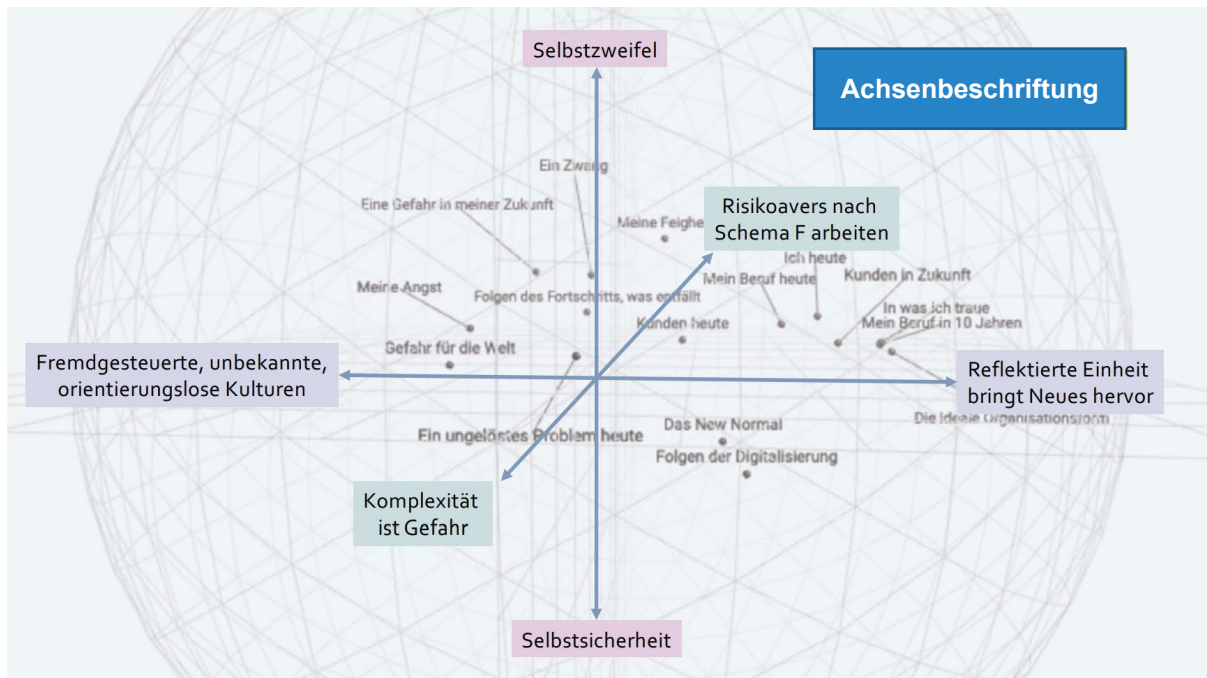 Selbstzweifel
Achsenbeschriftung
Ein Zwang
Eine Gefahr in meiner Zukunft
Meine Feighe
Risikoavers nach
Schema F arbeiten
Ich heute
Mein Beruf heute
Kunden in Zukunft
Meine Angst
Folgen des Fortschritts, was entfällt
In was ich traue
Kunden heute
Mein Beruf in 10 Jahren
Gefahr für die Welt
Fremdgesteuerte, unbekannte,
orientierungslose Kulturen
Reflektierte Einheit
bringt Neues hervor
Die ideale Organisationsform
Das New Normal
Ein ungelöstes Problem heute
Folgen der Digitalisierung
Komplexität
ist Gefahr
Selbstsicherheit